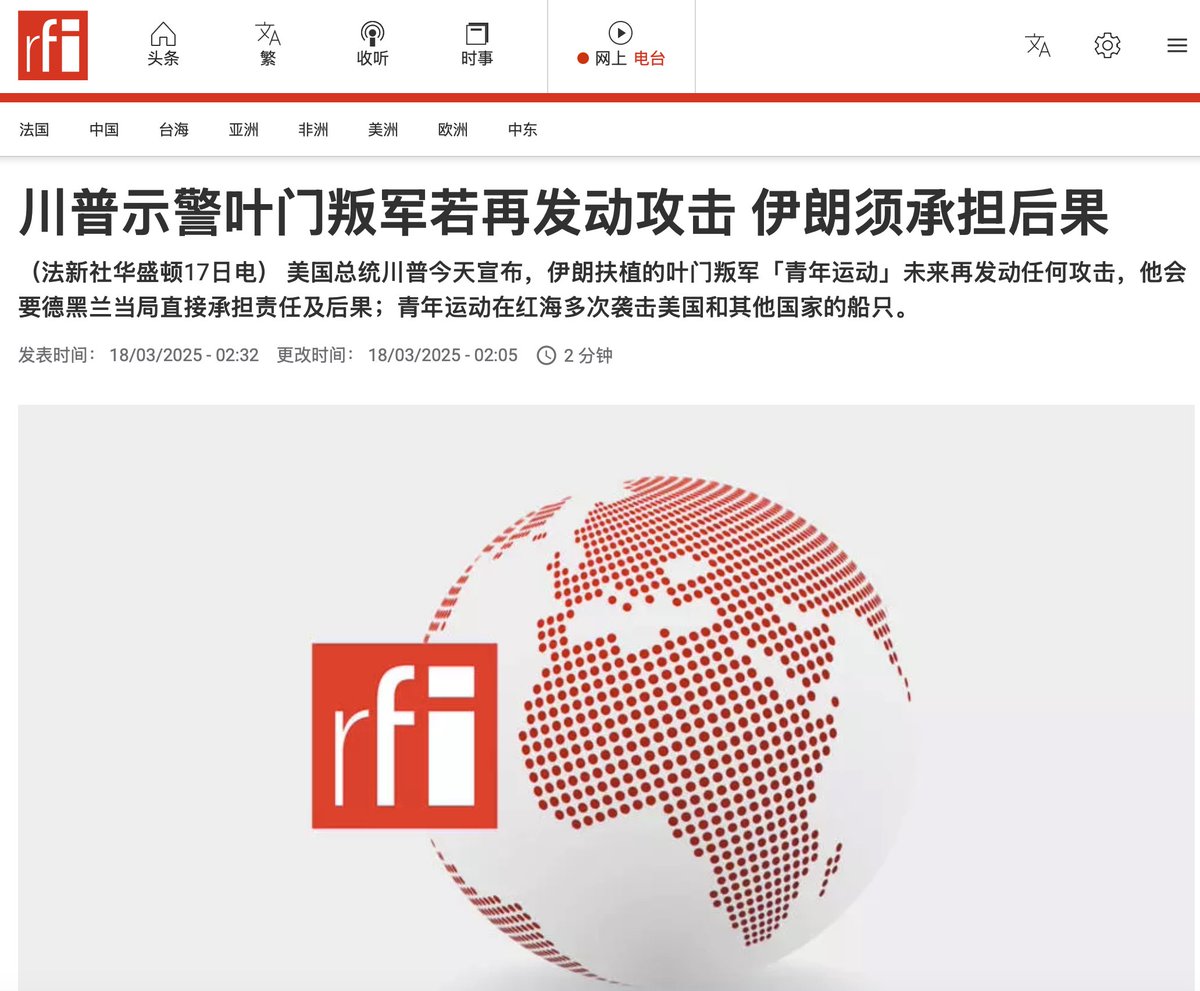 rfi
头条
繁
收听
时事
网上 电台
法国 中国 台海 亚洲 非洲 美洲 欧洲 中东
川普示警叶门叛军若再发动攻击 伊朗须承担后果
（法新社华盛顿17日电） 美国总统川普今天宣布，伊朗扶植的叶门叛军「青年运动」未来再发动任何攻击，他会
要德黑兰当局直接承担责任及后果；青年运动在红海多次袭击美国和其他国家的船只。
发表时间： 18/03/2025 - 02:32 更改时间： 18/03/2025 - 02:05 2 分钟
rfi